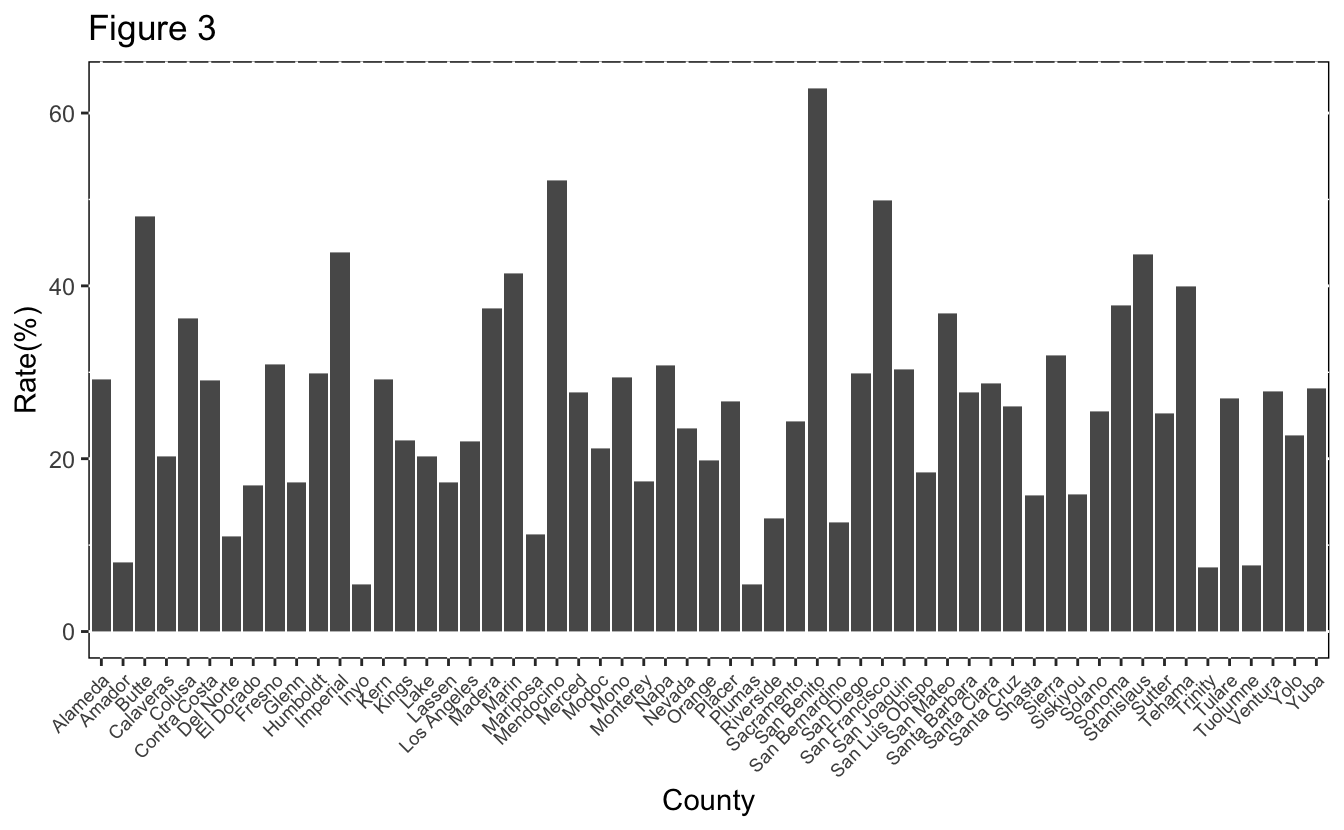 Figure 3
Rate(%)
60
40
20
0
Alameda
Amador
Butte
Calaveras
Colusa
Contra Costa
Del Norte
El Dorado
Fresno
Glenn
Humboldt
Imperial
Inyo
Kern
Kings
Lake
Lassen
Los Angeles
Madera
Marin
Mariposa
Mendocino
Merced
Modoc
Mono
Monterey
Napa
Nevada
Orange
Placer
Plumas
Riverside
Sacramento
San Benito
San Bernardino
San Diego
San Francisco
San Joaquin
San Luis Obispo
San Mateo
Santa Barbara
Santa Clara
Santa Cruz
Shasta
Sierra
Siskiyou
Solano
Sonoma
Stanislaus
Sutter
Tehama
Trinity
Tulare
Tuolumne
Ventura
Yolo
Yuba
County